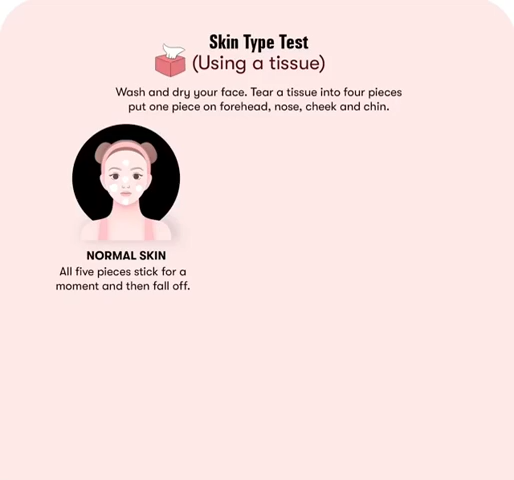 Skin Type Test
(Using a tissue)
Wash and dry your face. Tear a tissue into four pieces
put one piece on forehead, nose, cheek and chin.
NORMAL SKIN
All five pieces stick for a
moment and then fall off.